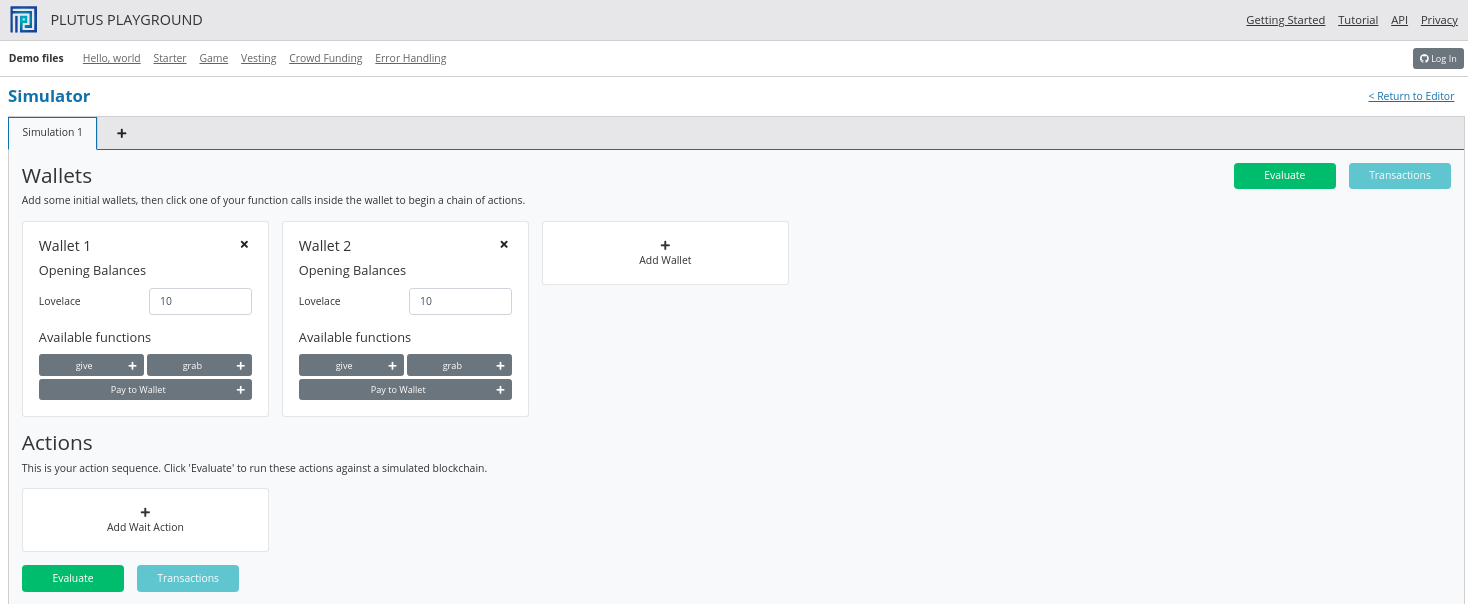 PLUTUS PLAYGROUND
Getting Started Tutorial API Privacy
Demo files Hello, world Starter Game Vesting Crowd Funding Error Handling
Log In
Simulator
< Return to Editor
Simulation 1 +
Wallets
Evaluate Transactions
Add some initial wallets, then click one of your function calls inside the wallet to begin a chain of actions.
Wallet 1
Opening Balances
Lovelace 10
Available functions
give + grab +
Pay to Wallet +
Wallet 2
Opening Balances
Lovelace 10
Available functions
give + grab +
Pay to Wallet +
+
Add Wallet
Actions
This is your action sequence. Click 'Evaluate' to run these actions against a simulated blockchain.
+
Add Wait Action
Evaluate Transactions